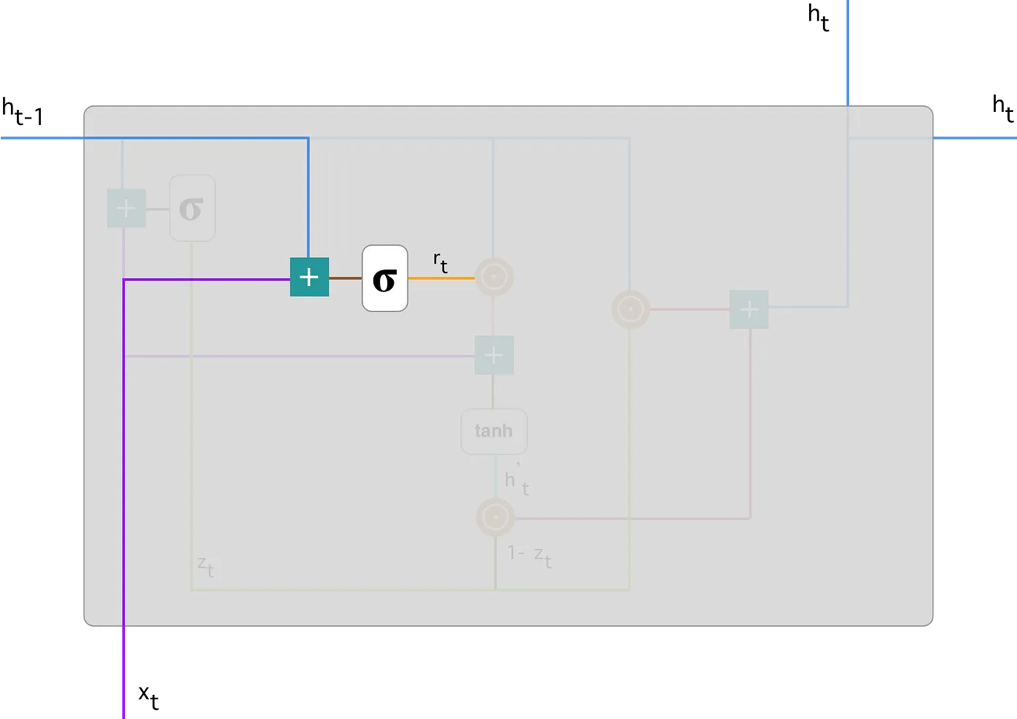 h_t
h_t-1
h_t
+
σ
r_t
+
σ
+
+
tanh
h`_t
1- z_t
z_t
x_t